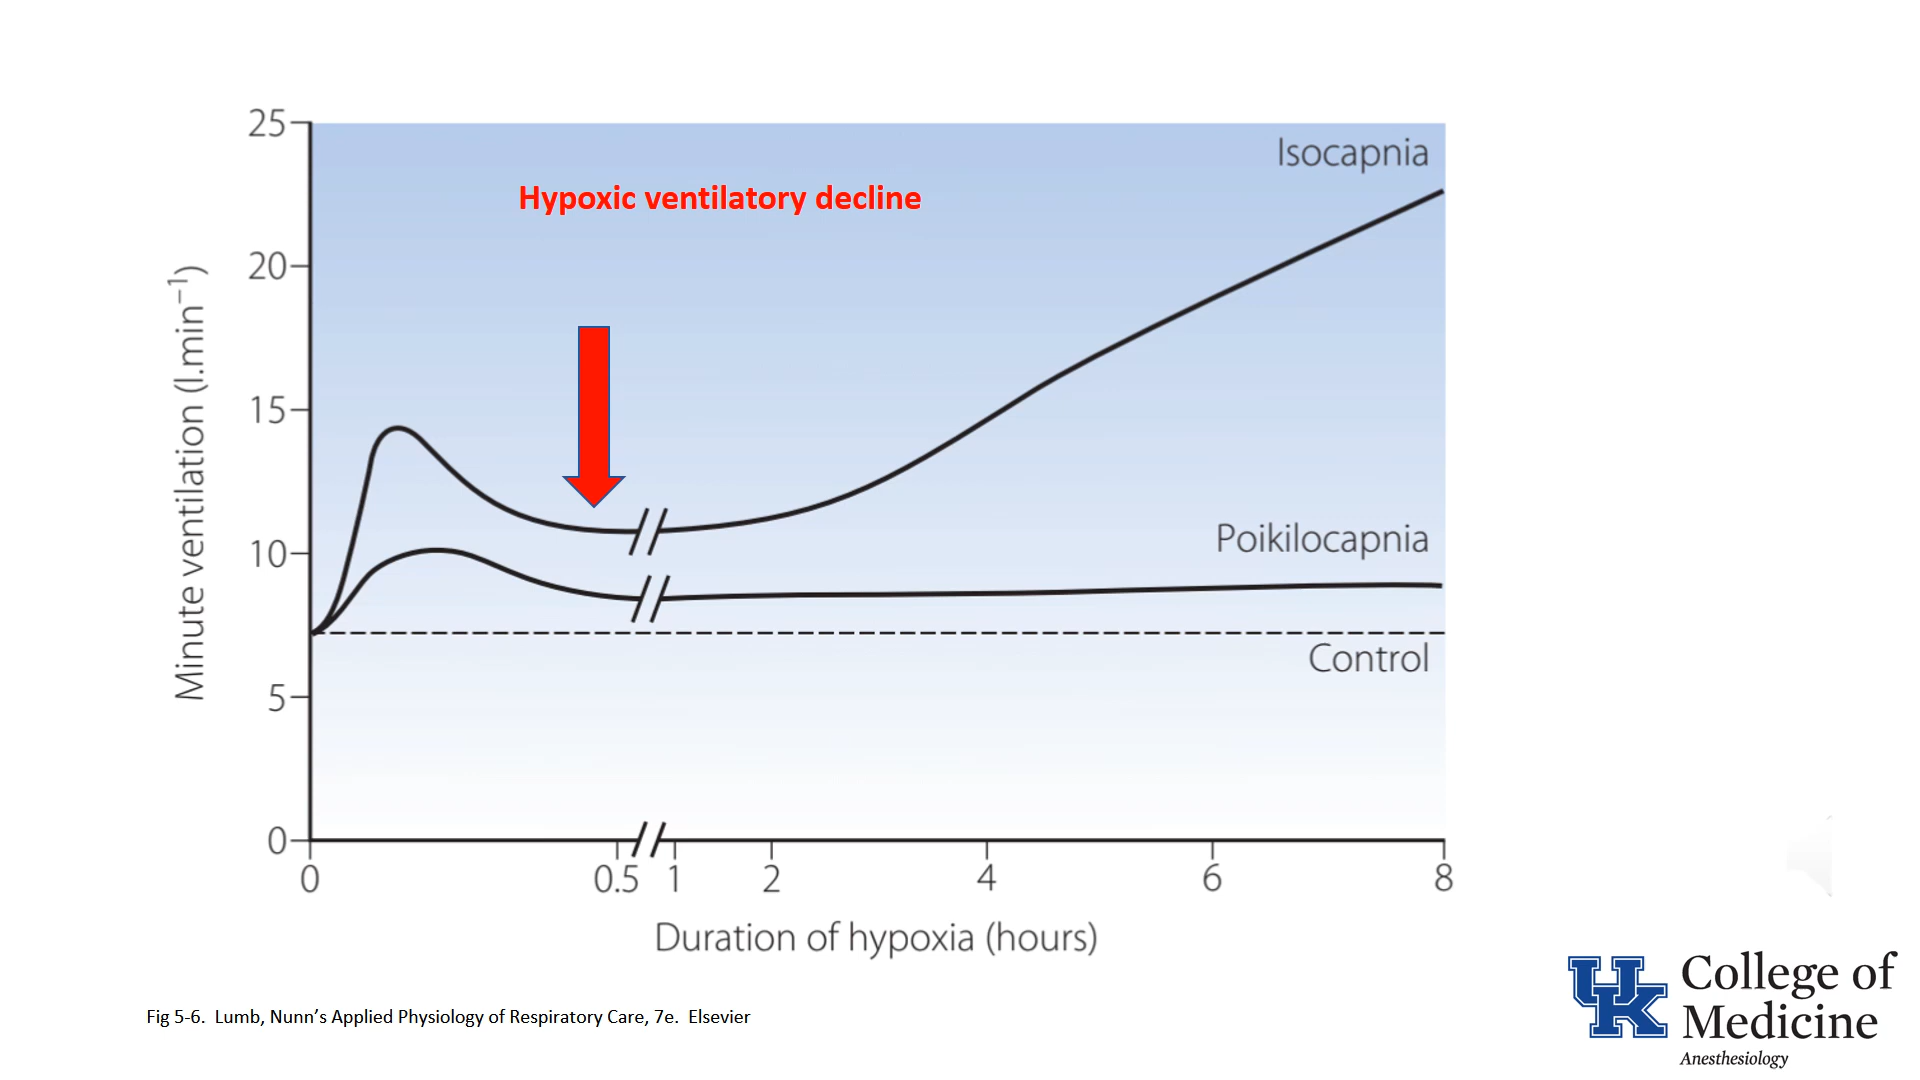 25
Isocapnia
Hypoxic ventilatory decline
20
15
Poikilocapnia
10
Control
5
0
Minute ventilation (l.min⁻¹)
0 0.5 1 2 4 6 8
Duration of hypoxia (hours)
Fig 5-6. Lumb, Nunn’s Applied Physiology of Respiratory Care, 7e. Elsevier
UK
College of
Medicine
Anesthesiology